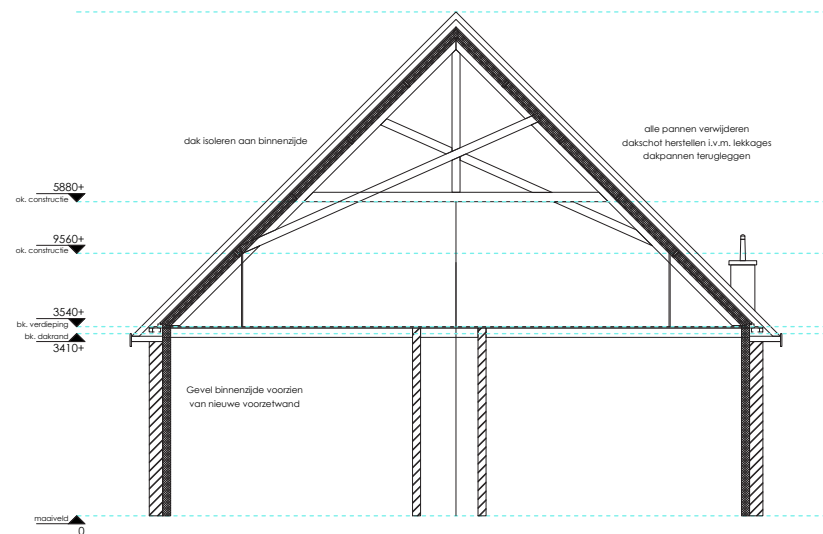 dak isoleren aan binnenzijde
alle pannen verwijderen
dakschot herstellen i.v.m. lekkages
dakpannen terugleggen
5880+
ok. constructie
9560+
ok. constructie
3540+
bk. verdieping
bk. dakrand
3410+
Gevel binnenzijde voorzien
van nieuwe voorzetwand
maaiveld
0